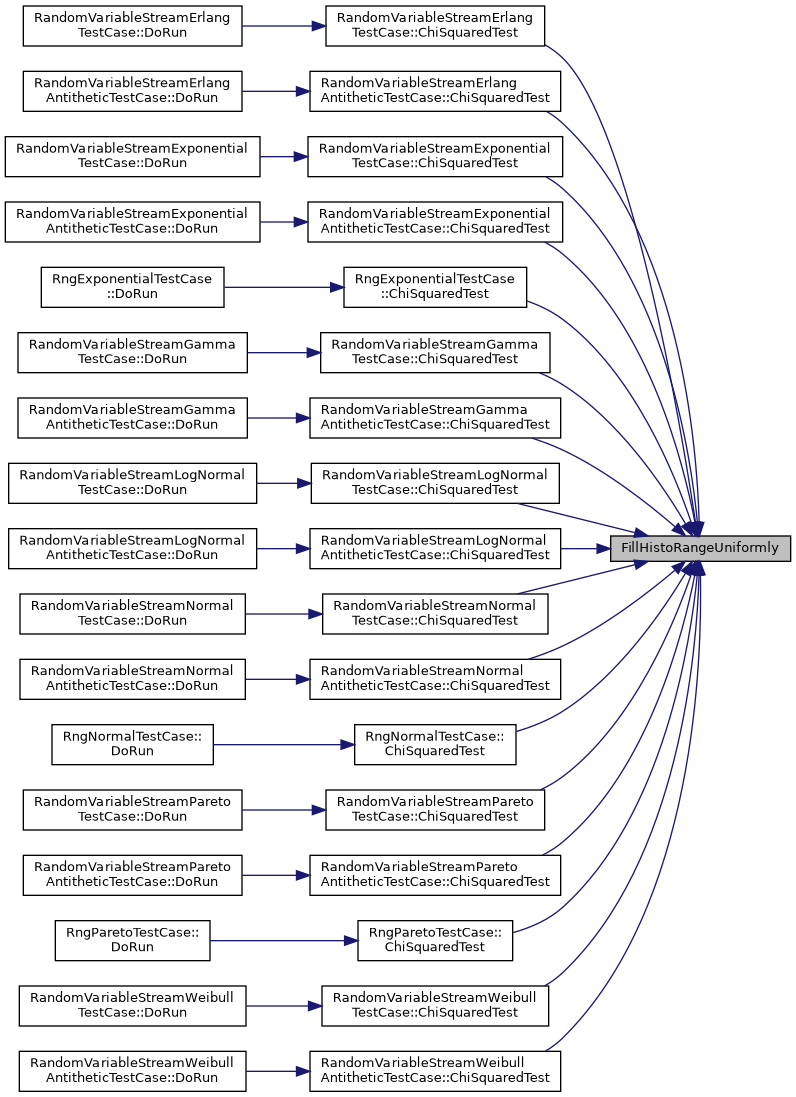 RandomVariableStreamErlang
TestCase::DoRun
RandomVariableStreamErlang
TestCase::ChiSquaredTest
RandomVariableStreamErlang
AntitheticTestCase::DoRun
RandomVariableStreamErlang
AntitheticTestCase::ChiSquaredTest
RandomVariableStreamExponential
TestCase::DoRun
RandomVariableStreamExponential
TestCase::ChiSquaredTest
RandomVariableStreamExponential
AntitheticTestCase::DoRun
RandomVariableStreamExponential
AntitheticTestCase::ChiSquaredTest
RngExponentialTestCase
::DoRun
RngExponentialTestCase
::ChiSquaredTest
RandomVariableStreamGamma
TestCase::DoRun
RandomVariableStreamGamma
TestCase::ChiSquaredTest
RandomVariableStreamGamma
AntitheticTestCase::DoRun
RandomVariableStreamGamma
AntitheticTestCase::ChiSquaredTest
RandomVariableStreamLogNormal
TestCase::DoRun
RandomVariableStreamLogNormal
TestCase::ChiSquaredTest
RandomVariableStreamLogNormal
AntitheticTestCase::DoRun
RandomVariableStreamLogNormal
AntitheticTestCase::ChiSquaredTest
FillHistoRangeUniformly
RandomVariableStreamNormal
TestCase::DoRun
RandomVariableStreamNormal
TestCase::ChiSquaredTest
RandomVariableStreamNormal
AntitheticTestCase::DoRun
RandomVariableStreamNormal
AntitheticTestCase::ChiSquaredTest
RngNormalTestCase::
DoRun
RngNormalTestCase::
ChiSquaredTest
RandomVariableStreamPareto
TestCase::DoRun
RandomVariableStreamPareto
TestCase::ChiSquaredTest
RandomVariableStreamPareto
AntitheticTestCase::DoRun
RandomVariableStreamPareto
AntitheticTestCase::ChiSquaredTest
RngParetoTestCase::
DoRun
RngParetoTestCase::
ChiSquaredTest
RandomVariableStreamWeibull
TestCase::DoRun
RandomVariableStreamWeibull
TestCase::ChiSquaredTest
RandomVariableStreamWeibull
AntitheticTestCase::DoRun
RandomVariableStreamWeibull
AntitheticTestCase::ChiSquaredTest